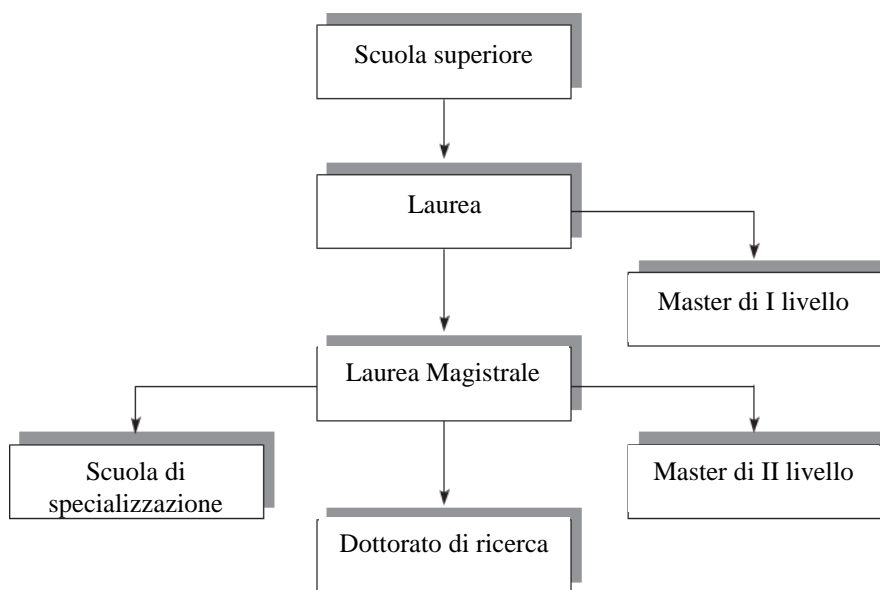 Scuola superiore
Laurea
Master di I livello
Laurea Magistrale
Scuola di
specializzazione
Master di II livello
Dottorato di ricerca